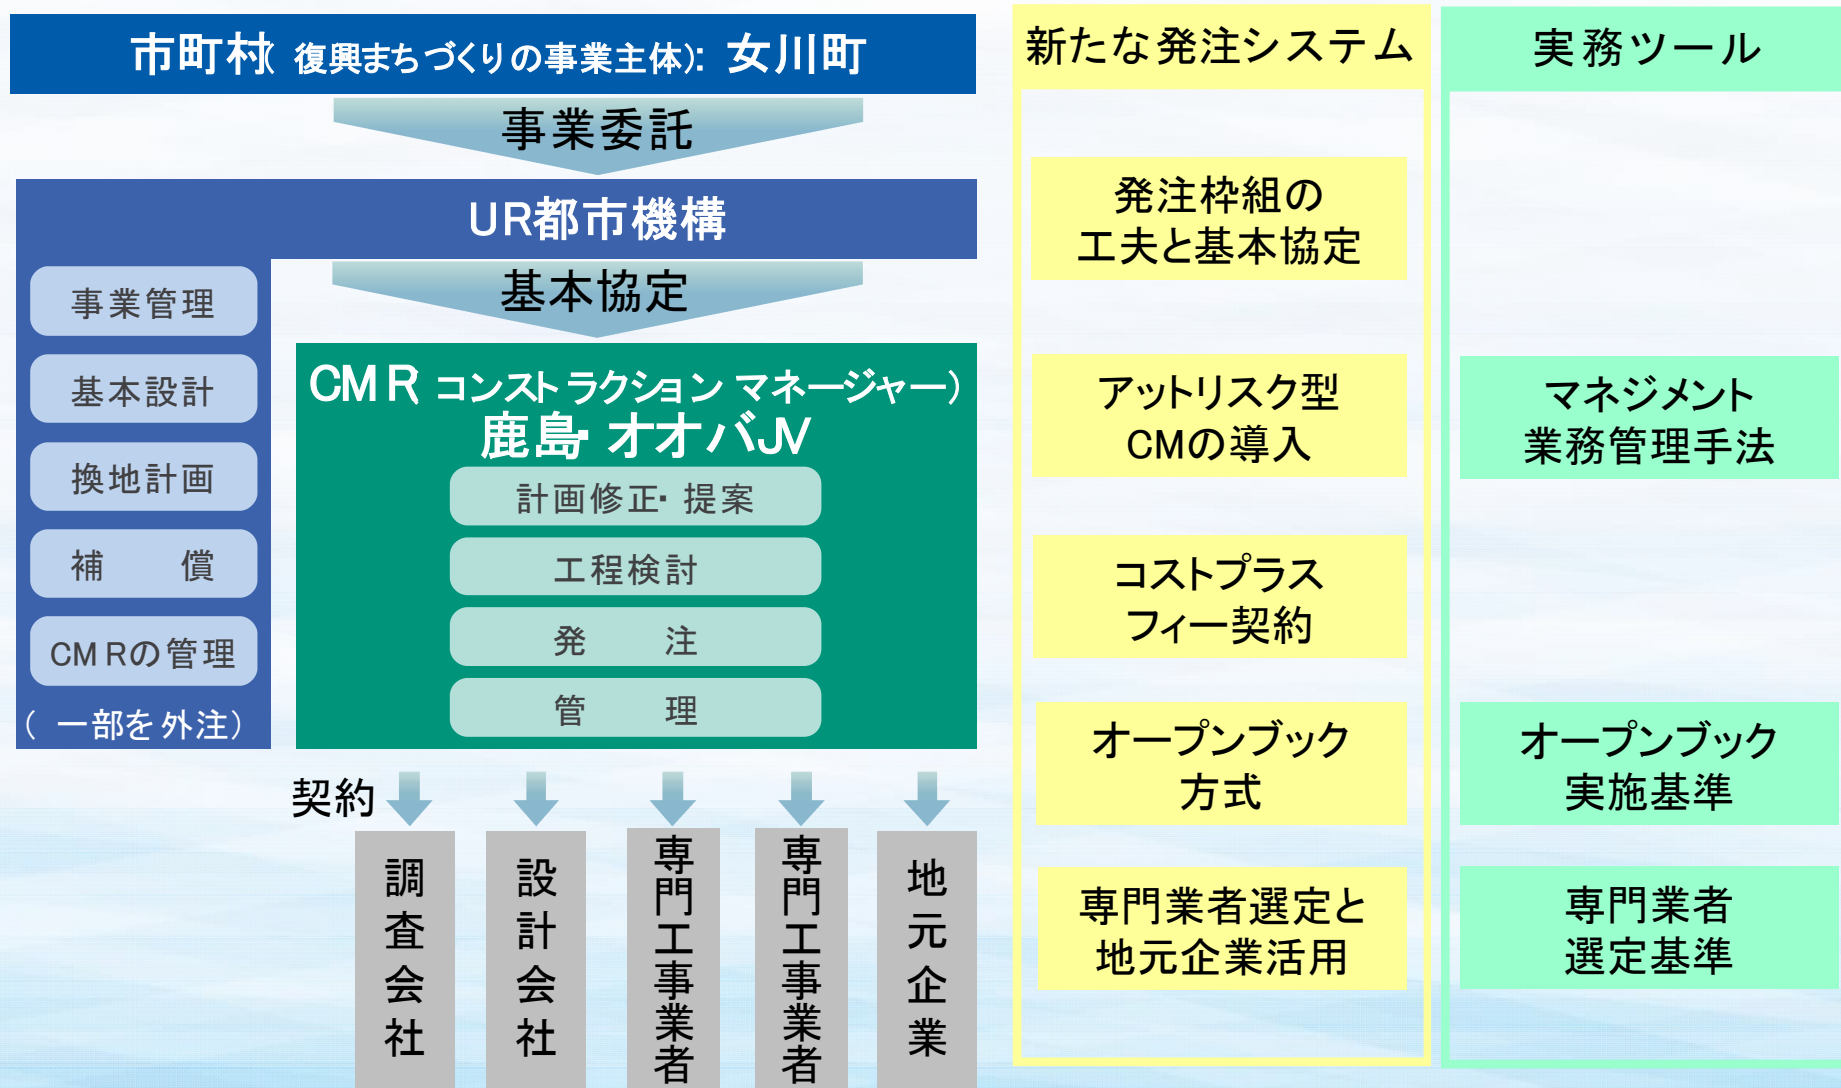 市町村( 復興まちづくりの事業主体): 女川町
事業委託
UR都市機構
事業管理
基本設計
換地計画
補 償
CMRの管理
( 一部を外注)
基本協定
CMR コンストラクション マネージャー)
鹿島・オオバJV
計画修正・提案
工程検討
発 注
管 理
契約
調査会社
設計会社
専門工事業者
専門工事業者
地元企業
新たな発注システム
発注枠組の
工夫と基本協定
アットリスク型
CMの導入
コストプラス
フィー契約
オープンブック
方式
専門業者選定と
地元企業活用
実務ツール
マネジメント
業務管理手法
オープンブック
実施基準
専門業者
選定基準